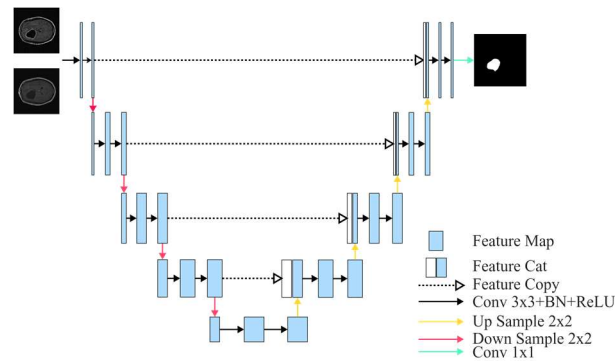 Feature Map
Feature Cat
Feature Copy
Conv 3x3+BN+ReLU
Up Sample 2x2
Down Sample 2x2
Conv 1x1